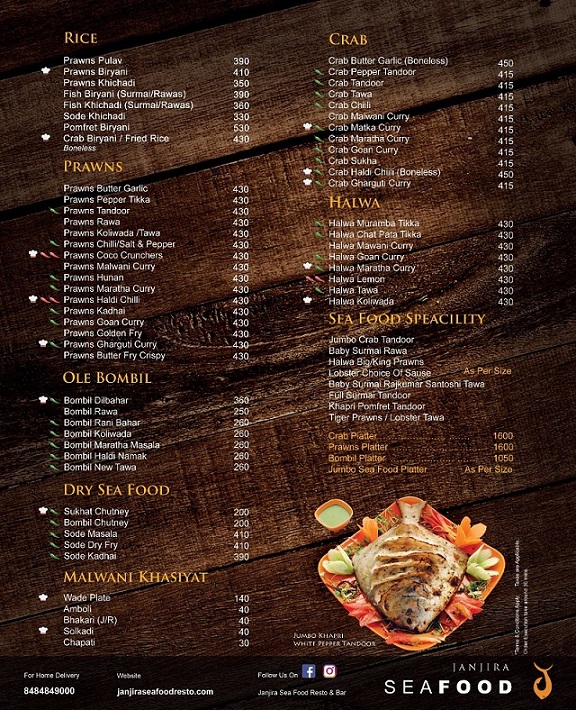 RICE
Prawns Pulav 390
Prawns Biryani 410
Prawns Khichadi 350
Fish Biryani (Surmai/Rawas) 390
Fish Khichadi (Surmai/Rawas) 360
Sode Khichadi 330
Pomfret Biryani 530
Crab Biryani / Fried Rice 430
Boneless
PRAWNS
Prawns Butter Garlic 430
Prawns Pepper Tikka 430
Prawns Tandoor 430
Prawns Rawa 430
Prawns Koliwada /Tawa 430
Prawns Chilli/Salt & Pepper 430
Prawns Coco Crunchers 430
Prawns Malwani Curry 430
Prawns Hunan 430
Prawns Maratha Curry 430
Prawns Haldi Chilli 430
Prawns Kadhai 430
Prawns Goan Curry 430
Prawns Golden Fry 430
Prawns Gharguti Curry 430
Prawns Butter Fry Crispy 430
OLE BOMBIL
Bombil Dilbahar 360
Bombil Rawa 250
Bombil Rani Bahar 260
Bombil Koliwada 260
Bombil Maratha Masala 260
Bombil Haldi Namak 260
Bombil New Tawa 260
DRY SEA FOOD
Sukhat Chutney 200
Bombil Chutney 200
Sode Masala 410
Sode Dry Fry 410
Sode Kadhai 390
MALWANI KHASIYAT
Wade Plate 140
Amboli 40
Bhakari (J/R) 40
Solkadi 40
Chapati 30
CRAB
Crab Butter Garlic (Boneless) 450
Crab Pepper Tandoor 415
Crab Tandoor 415
Crab Tawa 415
Crab Chilli 415
Crab Malwani Curry 415
Crab Matka Curry 415
Crab Maratha Curry 415
Crab Goan Curry 415
Crab Sukha 415
Crab Haldi Chilli (Boneless) 450
Crab Gharguti Curry 415
HALWA
Halwa Muramba Tikka 430
Halwa Chat Pata Tikka 430
Halwa Mawani Curry 430
Halwa Goan Curry 430
Halwa Maratha Curry 430
Halwa Lemon 430
Halwa Tawa 430
Halwa Koliwada 430
SEA FOOD SPEACILITY
Jumbo Crab Tandoor
Baby Surmai Rawa
Halwa Big/King Prawns
Lobster Choice Of Sauce As Per Size
Baby Surmai Rajkumar Santoshi Tawa
Full Surmai Tandoor
Khapri Pomfret Tandoor
Tiger Prawns / Lobster Tawa
Crab Platter 1600
Prawns Platter 1600
Bombil Platter 1050
Jumbo Sea Food Platter As Per Size
JUMBO KHAPRI
WHITE PEPPER TANDOOR
*Terms & Conditions Apply. Taxes are Applicable.
For Home Delivery
8484849000
Website
janjiraseafoodresto.com
Follow Us On
Janjira Sea Food Resto & Bar
JANJIRA
SEAFOOD